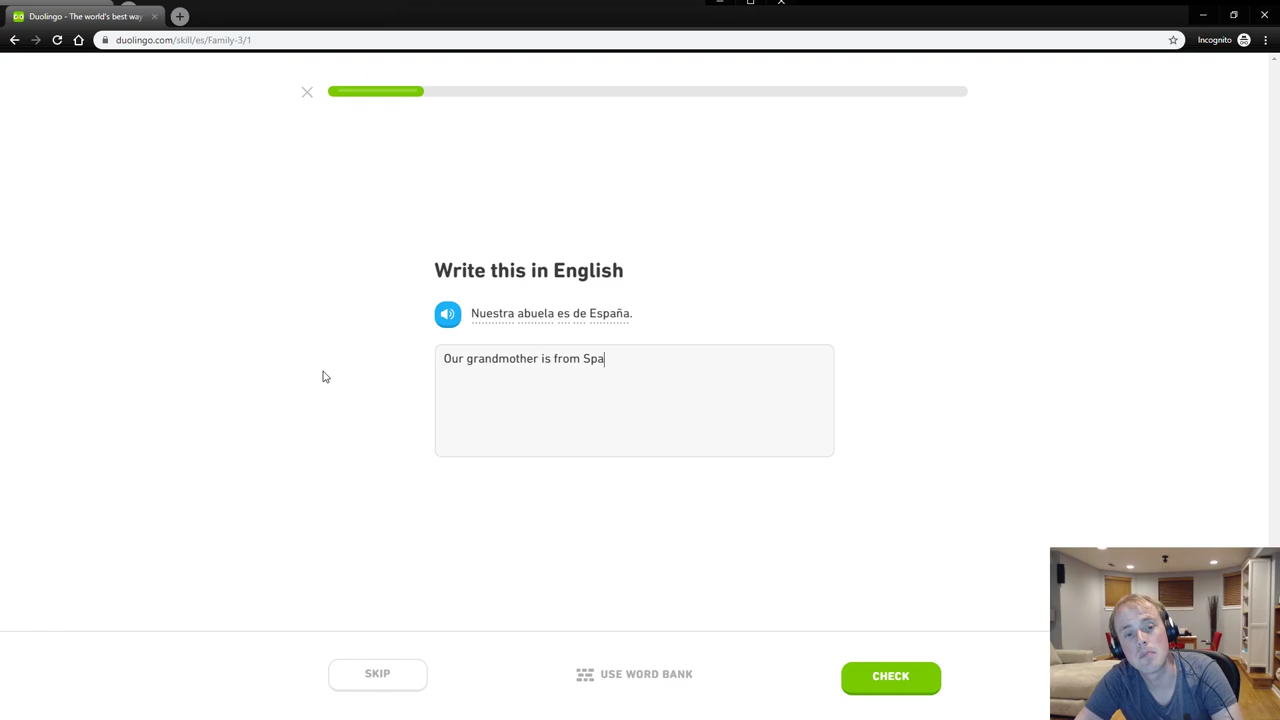 Duolingo - The world's best way
duolingo.com/skill/es/Family-3/1
Incognito
Write this in English
Nuestra abuela es de España.
Our grandmother is from Spa
SKIP
USE WORD BANK
CHECK